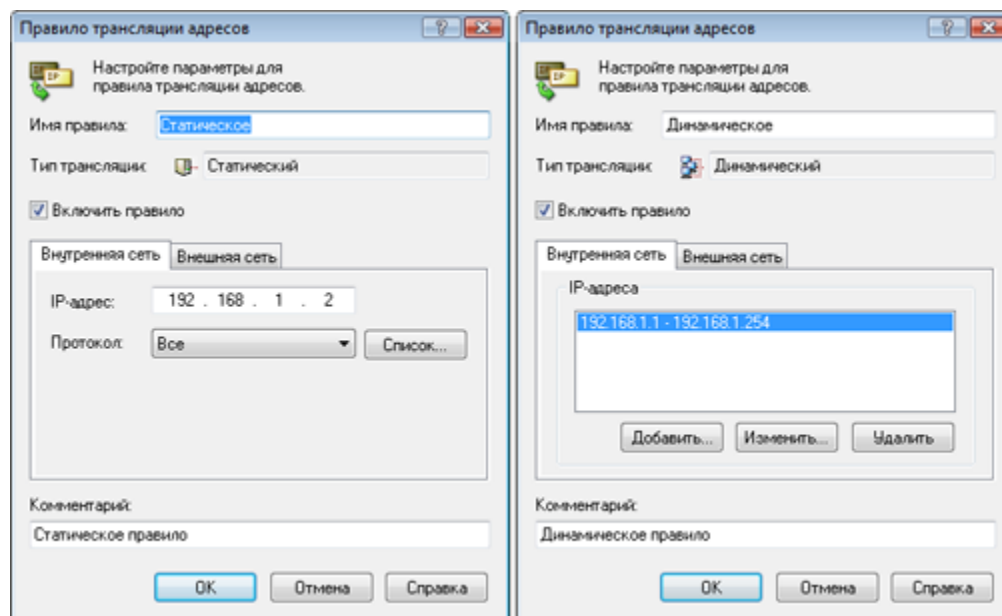 Правило трансляции адресов
Настройте параметры для
правила трансляции адресов.
Имя правила: Статическое
Тип трансляции: Статический
Включить правило
Внутренняя сеть Внешняя сеть
IP-адрес: 192 . 168 . 1 . 2
Протокол: Все Список...
Комментарий:
Статическое правило
OK Отмена Справка
Правило трансляции адресов
Настройте параметры для
правила трансляции адресов.
Имя правила: Динамическое
Тип трансляции: Динамический
Включить правило
Внутренняя сеть Внешняя сеть
IP-адреса
192.168.1.1 - 192.168.1.254
Добавить... Изменить... Удалить
Комментарий:
Динамическое правило
OK Отмена Справка